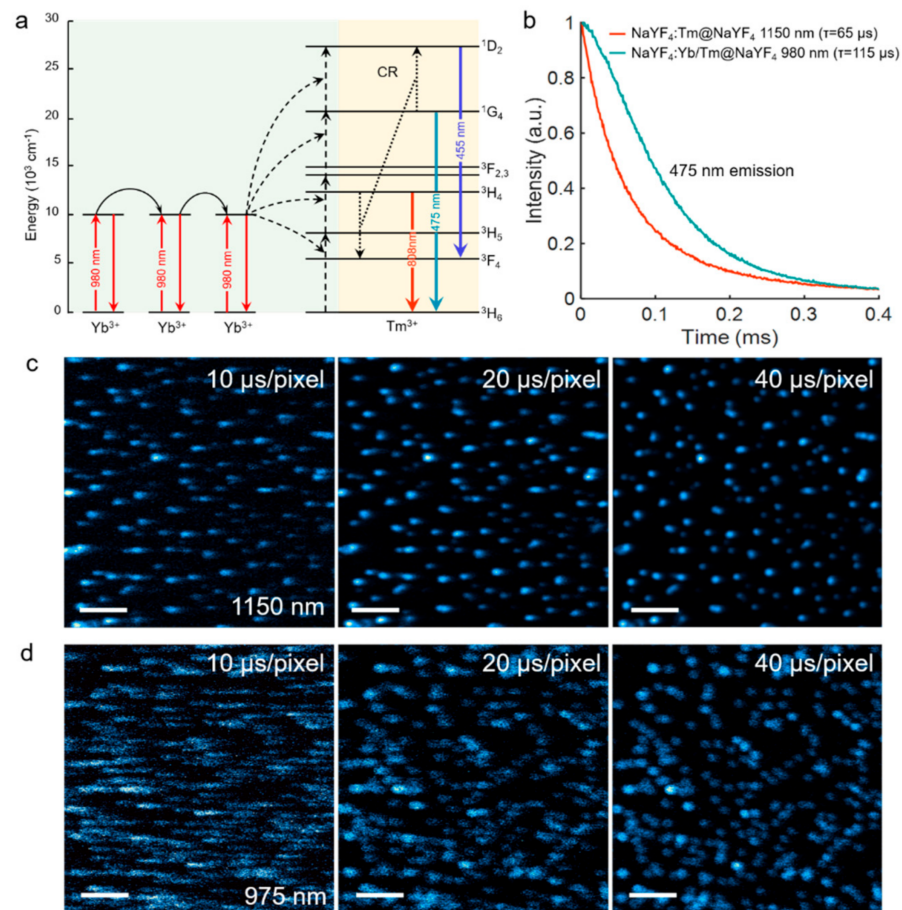 a
30
25
20
15
10
5
0
Energy (10³ cm⁻¹)
980 nm
980 nm
980 nm
Yb³⁺
Yb³⁺
Yb³⁺
CR
808nm
475 nm
455 nm
¹D₂
¹G₄
³F₂,₃
³H₄
³H₅
³F₄
³H₆
Tm³⁺
b
NaYF₄:Tm@NaYF₄ 1150 nm (τ=65 µs)
NaYF₄:Yb/Tm@NaYF₄ 980 nm (τ=115 µs)
475 nm emission
1
0.8
0.6
0.4
0.2
0
Intensity (a.u.)
0 0.1 0.2 0.3 0.4
Time (ms)
c
10 µs/pixel
20 µs/pixel
40 µs/pixel
1150 nm
d
10 µs/pixel
20 µs/pixel
40 µs/pixel
975 nm